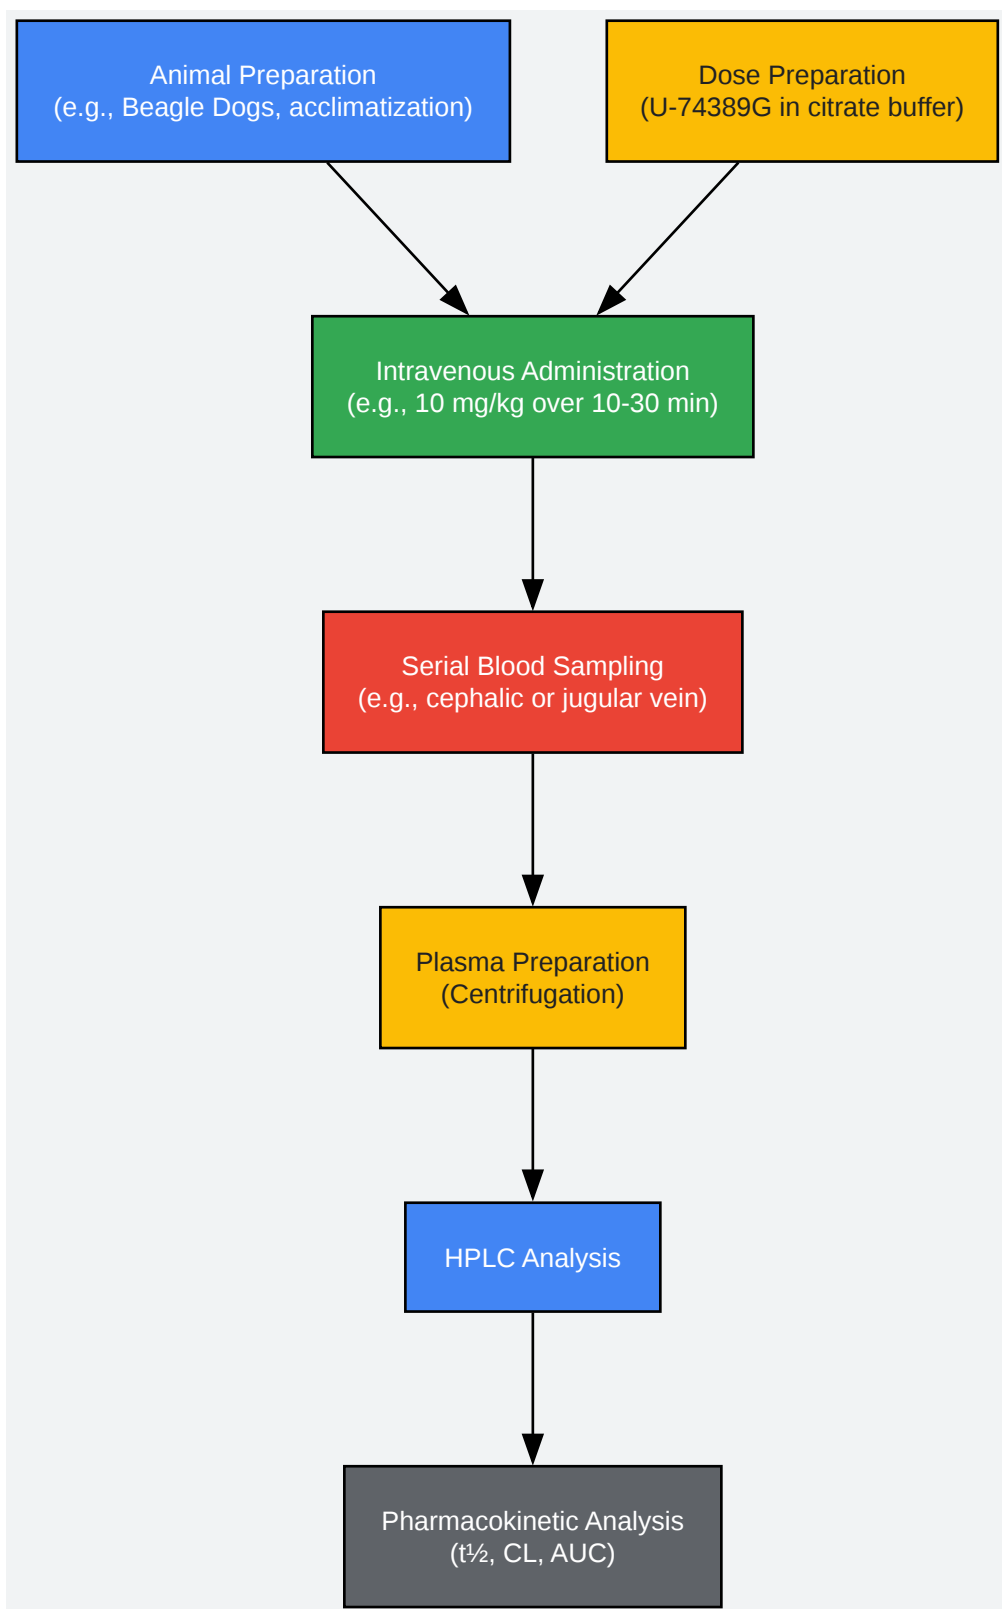 Animal Preparation
(e.g., Beagle Dogs, acclimatization)
Dose Preparation
(U-74389G in citrate buffer)
Intravenous Administration
(e.g., 10 mg/kg over 10-30 min)
Serial Blood Sampling
(e.g., cephalic or jugular vein)
Plasma Preparation
(Centrifugation)
HPLC Analysis
Pharmacokinetic Analysis
(t½, CL, AUC)